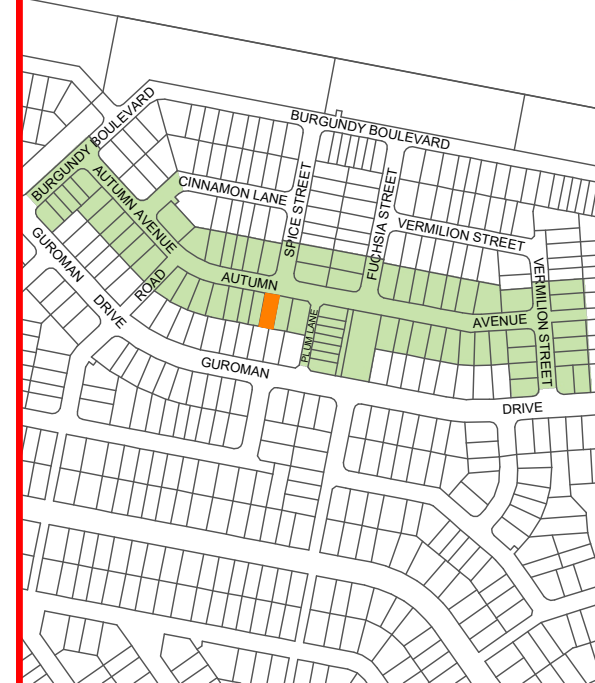 BURGUNDY BOULEVARD
BURGUNDY BOULEVARD
CINNAMON LANE
AUTUMN AVENUE
SPICE STREET
FUCHSIA STREET
VERMILION STREET
GUROMAN
DRIVE
ROAD
AUTUMN
AVENUE
VERMILION STREET
PLUM LANE
GUROMAN
DRIVE